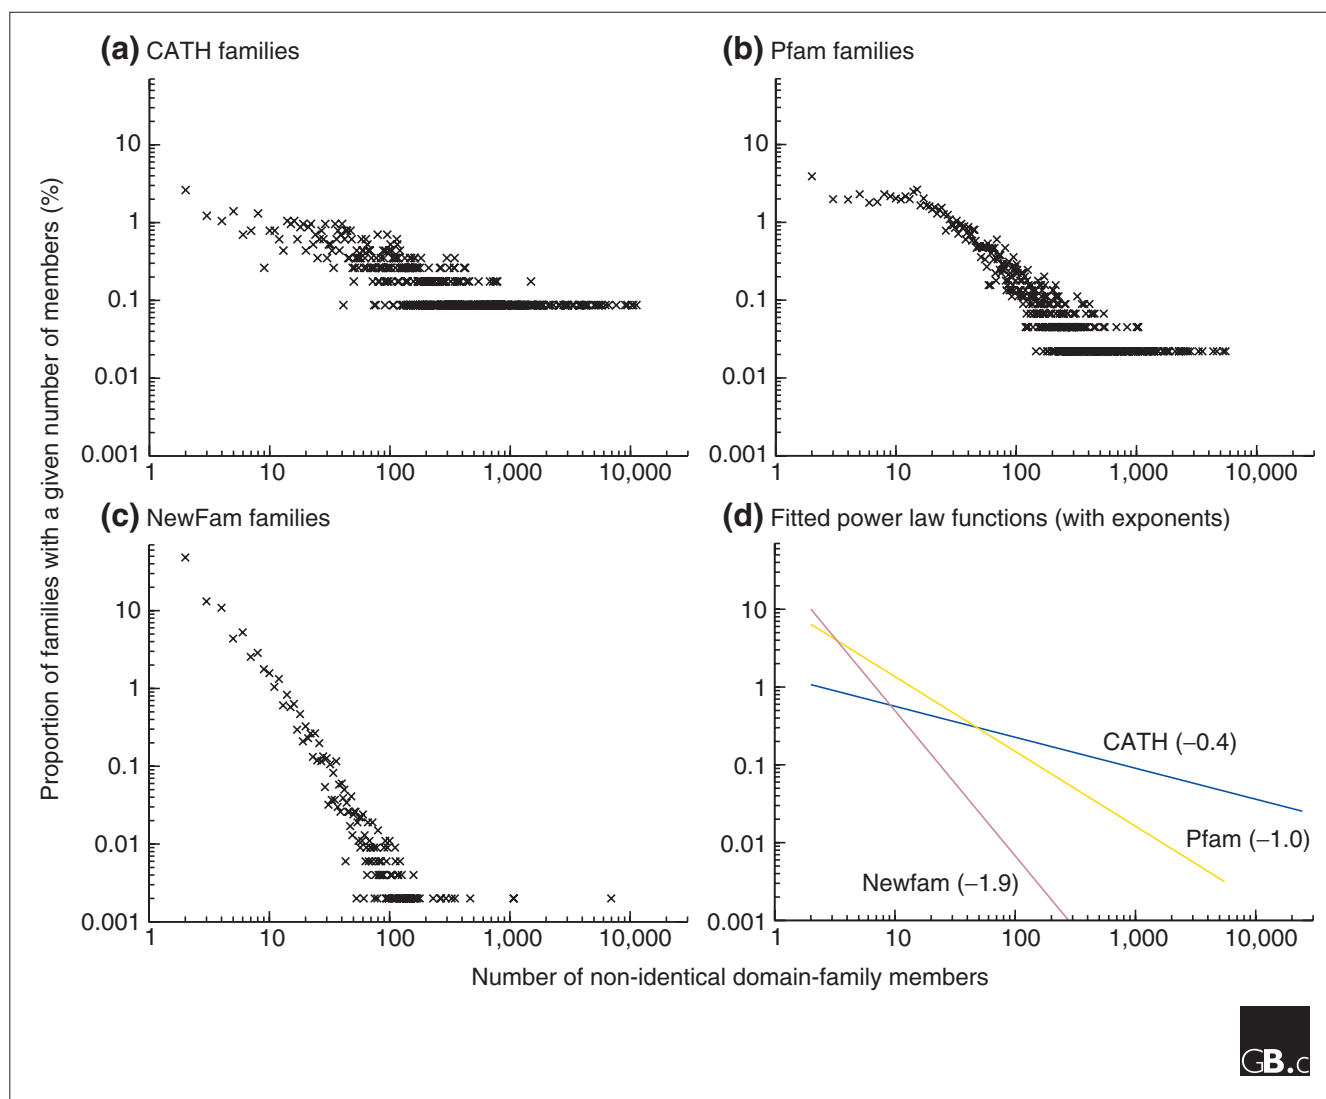 (a) CATH families
(b) Pfam families
10
1
0.1
0.01
0.001
1 10 100 1,000 10,000
10
1
0.1
0.01
0.001
1 10 100 1,000 10,000
(c) NewFam families
(d) Fitted power law functions (with exponents)
10
1
0.1
0.01
0.001
1 10 100 1,000 10,000
10
1
0.1
0.01
0.001
1 10 100 1,000 10,000
CATH (−0.4)
Pfam (−1.0)
Newfam (−1.9)
Proportion of families with a given number of members (%)
Number of non-identical domain-family members
GB.c